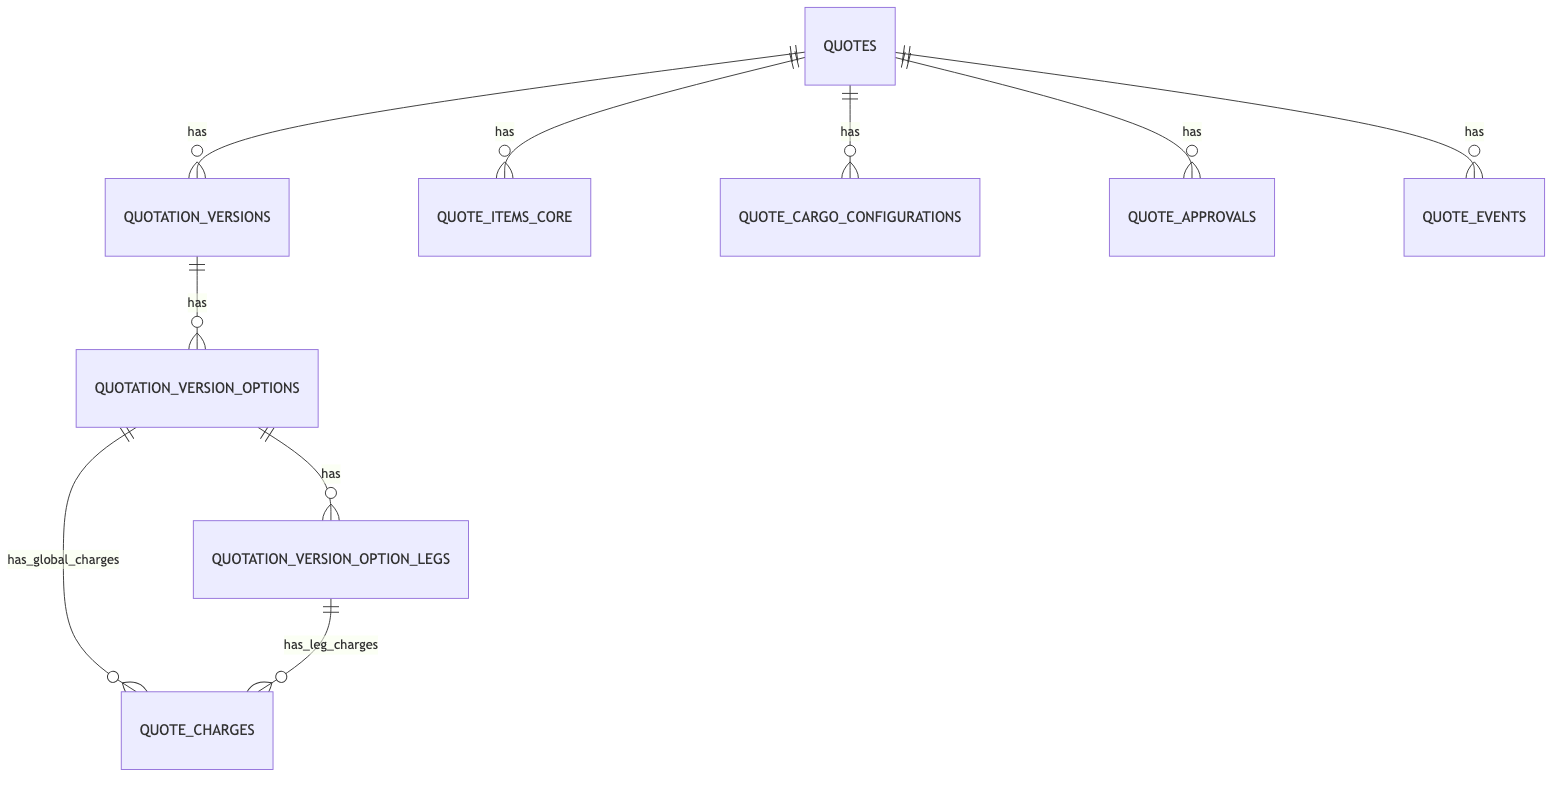 QUOTES
has
has
has
has
has
QUOTATION_VERSIONS
QUOTE_ITEMS_CORE
QUOTE_CARGO_CONFIGURATIONS
QUOTE_APPROVALS
QUOTE_EVENTS
has
QUOTATION_VERSION_OPTIONS
has
has_global_charges
QUOTATION_VERSION_OPTION_LEGS
has_leg_charges
QUOTE_CHARGES